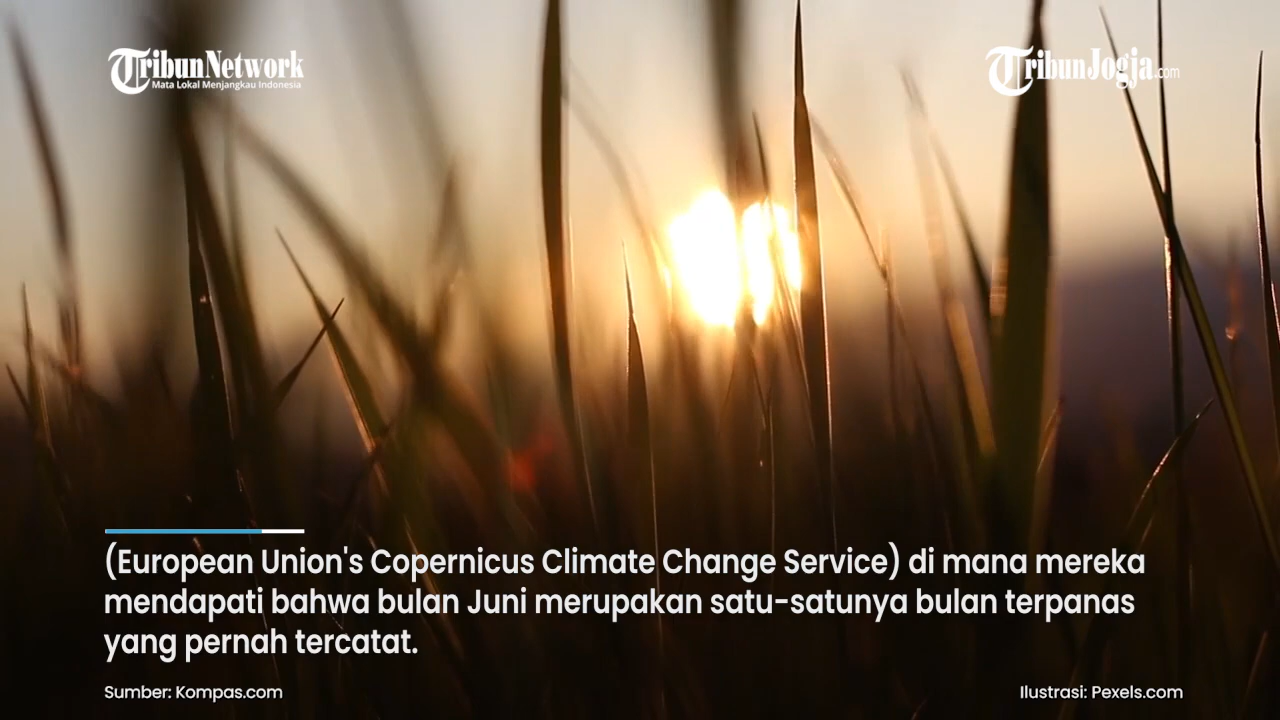 TribunNetwork
Mata Lokal Menjangkau Indonesia
TribunJogja.com
(European Union's Copernicus Climate Change Service) di mana mereka
mendapati bahwa bulan Juni merupakan satu-satunya bulan terpanas
yang pernah tercatat.
Sumber: Kompas.com
Ilustrasi: Pexels.com